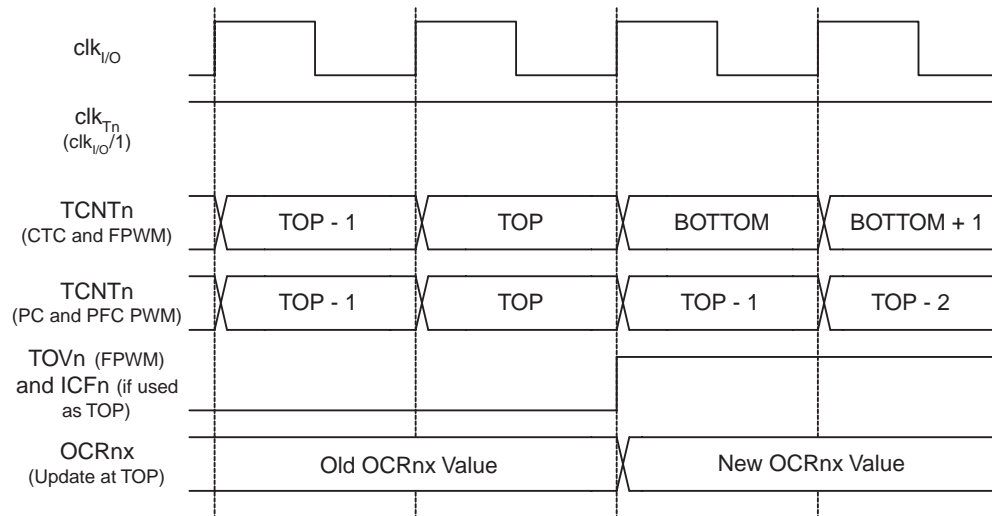 clkI/O
clkTn
(clkI/O/1)
TCNTn
(CTC and FPWM)
TOP - 1
TOP
BOTTOM
BOTTOM + 1
TCNTn
(PC and PFC PWM)
TOP - 1
TOP
TOP - 1
TOP - 2
TOVn (FPWM)
and ICFn (if used
as TOP)
OCRnx
(Update at TOP)
Old OCRnx Value
New OCRnx Value